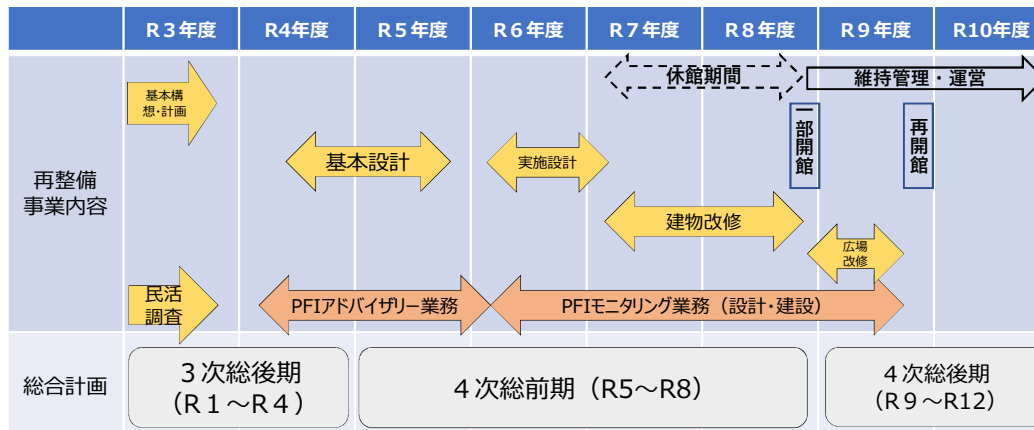 R3年度
R4年度
R5年度
R6年度
R7年度
R8年度
R9年度
R10年度
再整備
事業内容
休館期間
維持管理・運営
基本構
想・計画
一部開館
再開館
基本設計
実施設計
建物改修
広場
改修
民活
調査
PFIアドバイザリー業務
PFIモニタリング業務（設計・建設）
総合計画
３次総後期
（R１～R４）
４次総前期（R5～R8）
４次総後期
（R９～R12）